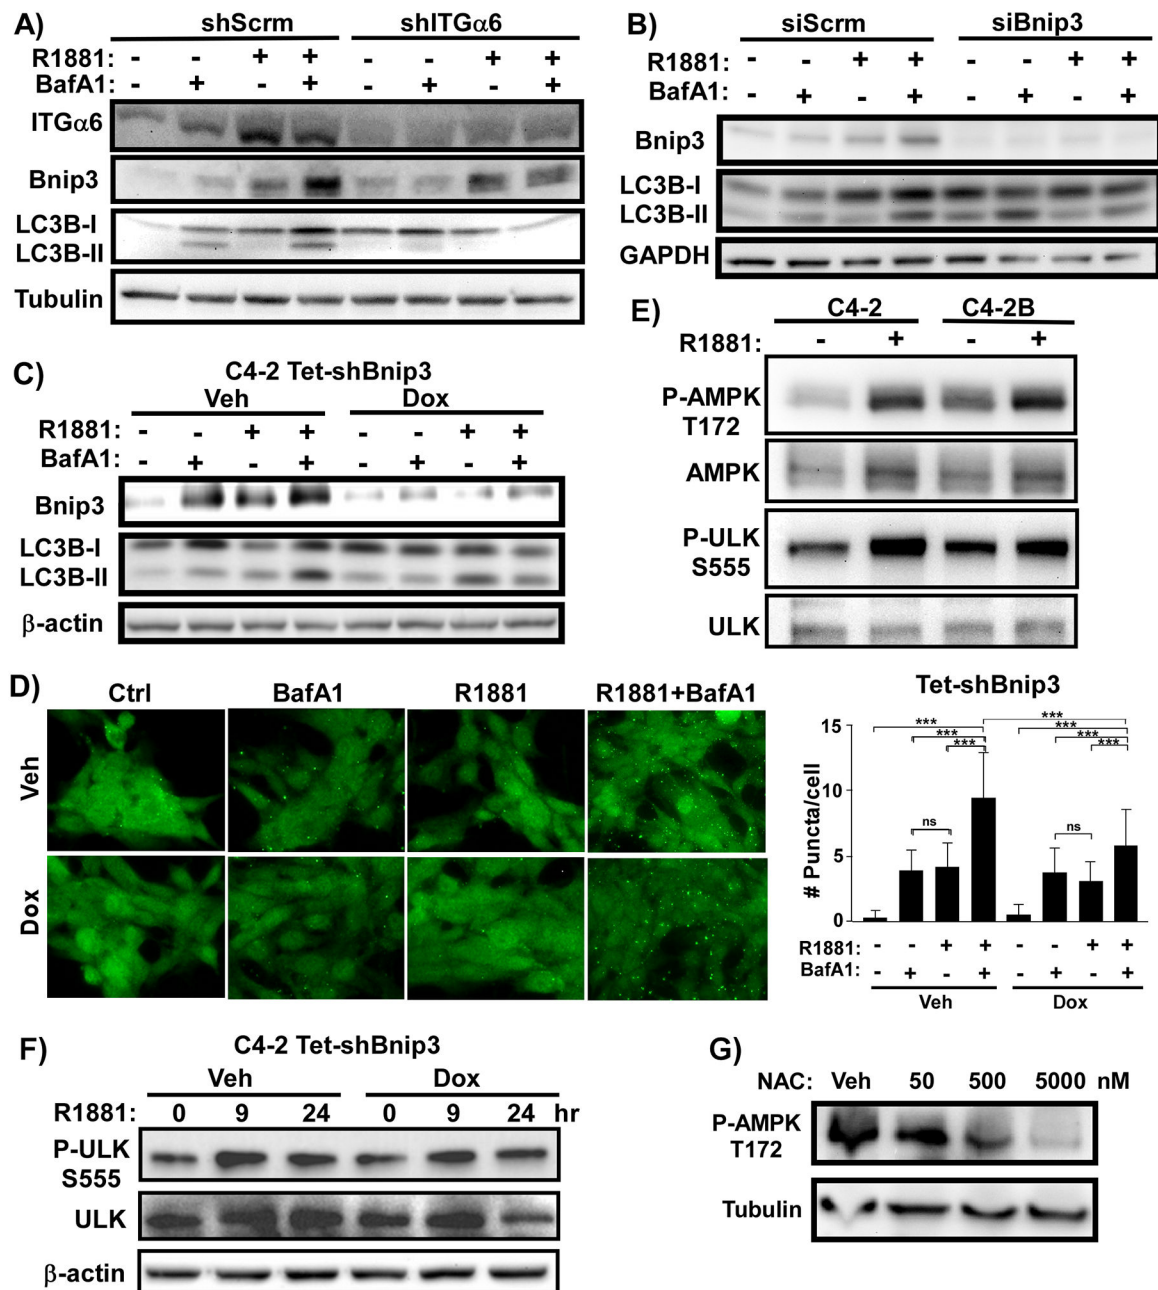 A)
shScrm shITGα6
R1881: - - + + - - + +
BafA1: - + - + - + - +
ITGα6
Bnip3
LC3B-I
LC3B-II
Tubulin
B)
siScrm siBnip3
R1881: - - + + - - + +
BafA1: - + - + - + - +
Bnip3
LC3B-I
LC3B-II
GAPDH
C)
C4-2 Tet-shBnip3
Veh Dox
R1881: - - + + - - + +
BafA1: - + - + - + - +
Bnip3
LC3B-I
LC3B-II
β-actin
E)
C4-2 C4-2B
R1881: - + - +
P-AMPK
T172
AMPK
P-ULK
S555
ULK
D)
Ctrl BafA1 R1881 R1881+BafA1
Veh
Dox
Tet-shBnip3
# Puncta/cell
15
10
5
0
*** ***
*** ***
*** ***
***
ns ns
R1881: - - + + - - + +
BafA1: - + - + - + - +
Veh Dox
F)
C4-2 Tet-shBnip3
Veh Dox
R1881: 0 9 24 0 9 24 hr
P-ULK
S555
ULK
β-actin
G)
NAC: Veh 50 500 5000 nM
P-AMPK
T172
Tubulin